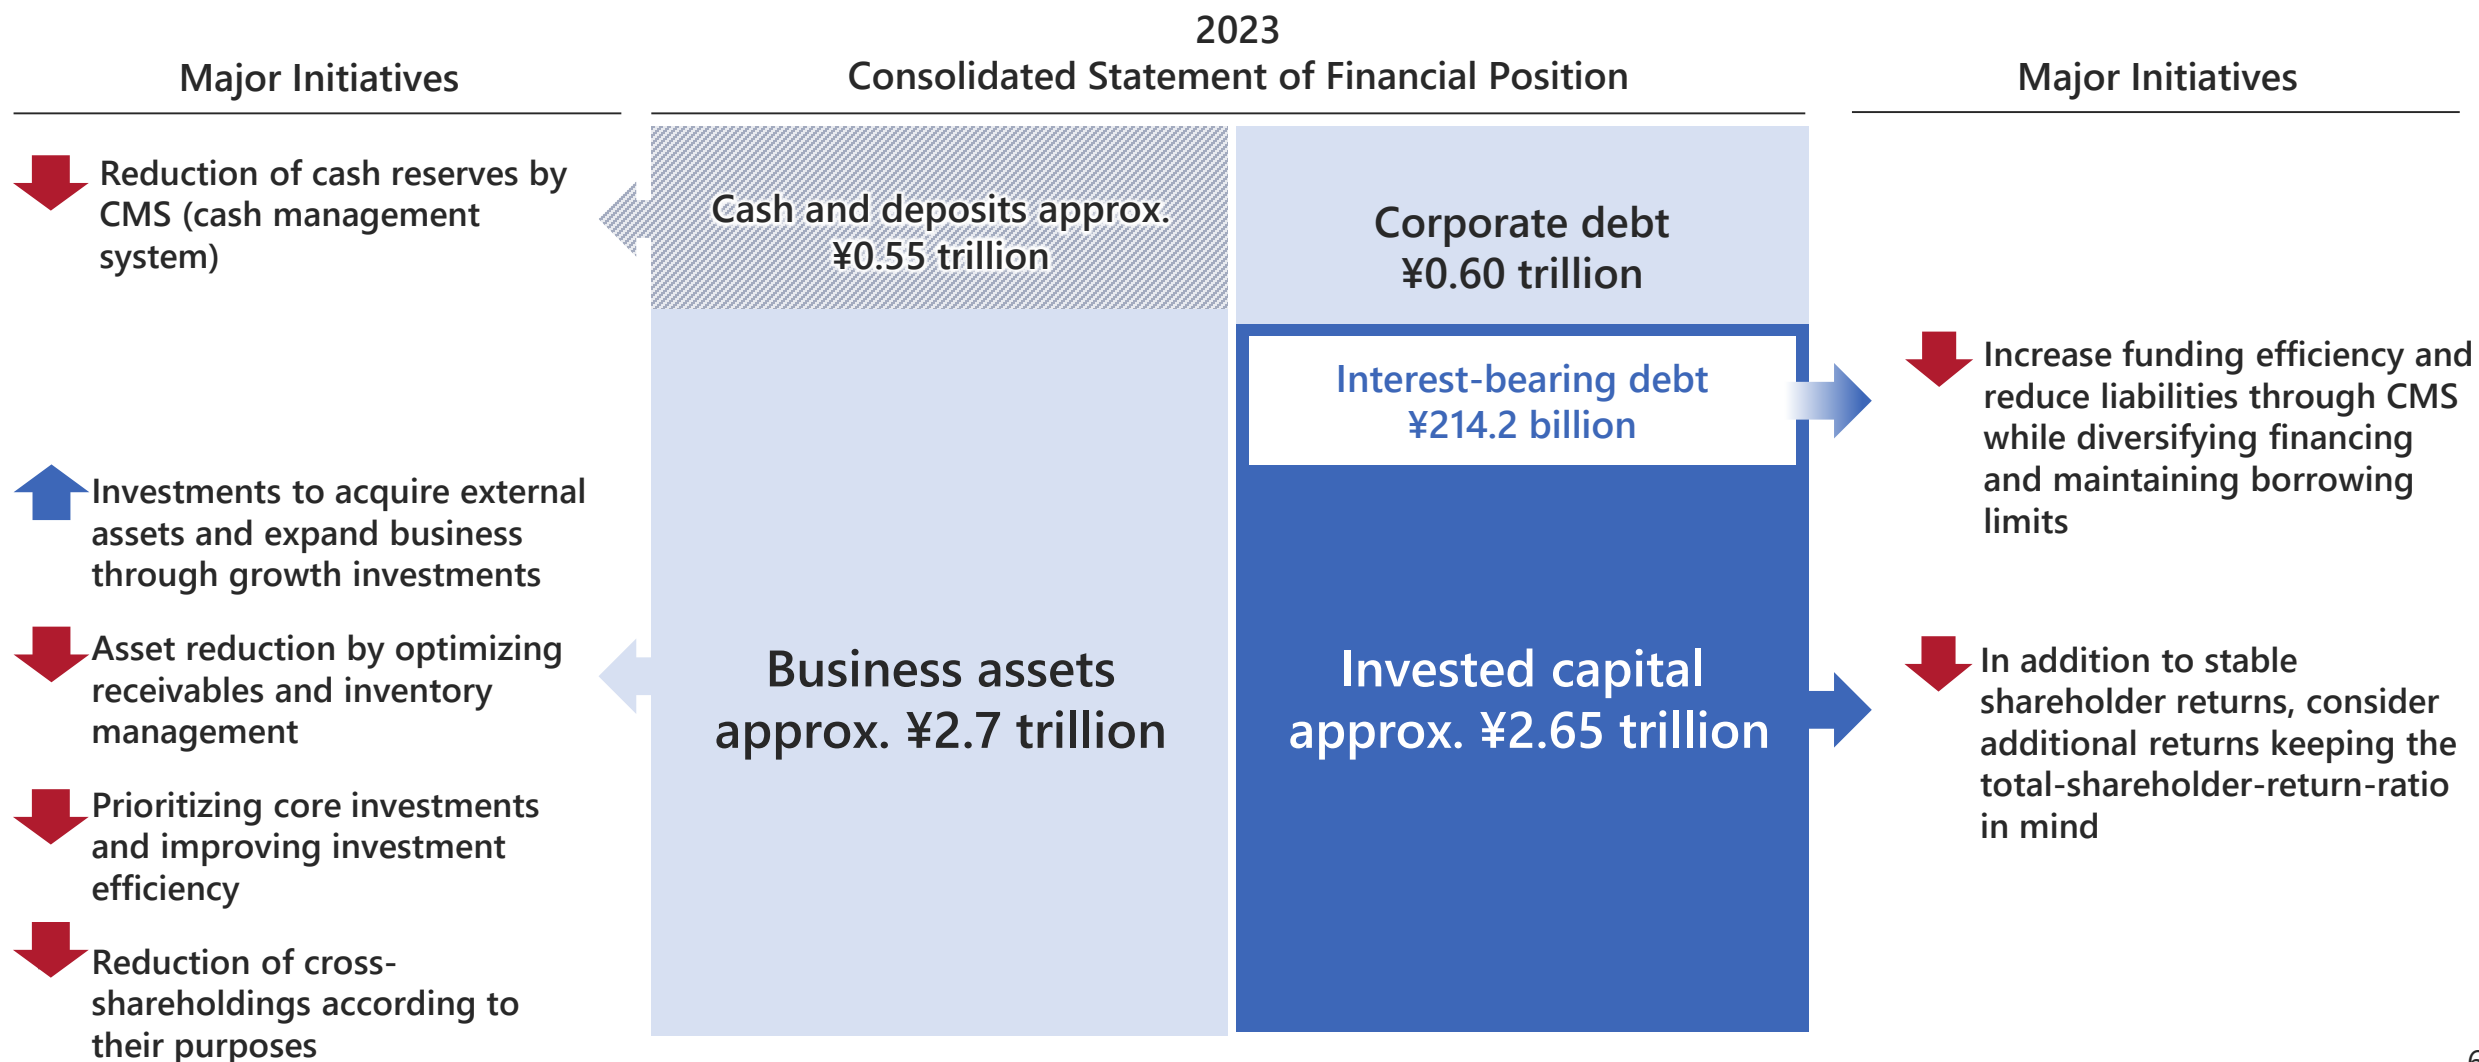 2023
Consolidated Statement of Financial Position
Major Initiatives
Reduction of cash reserves by
CMS (cash management
system)
Investments to acquire external
assets and expand business
through growth investments
Asset reduction by optimizing
receivables and inventory
management
Prioritizing core investments
and improving investment
efficiency
Reduction of cross-
shareholdings according to
their purposes
Cash and deposits approx.
¥0.55 trillion
Business assets
approx. ¥2.7 trillion
Corporate debt
¥0.60 trillion
Interest-bearing debt
¥214.2 billion
Invested capital
approx. ¥2.65 trillion
Major Initiatives
Increase funding efficiency and
reduce liabilities through CMS
while diversifying financing
and maintaining borrowing
limits
In addition to stable
shareholder returns, consider
additional returns keeping the
total-shareholder-return-ratio
in mind